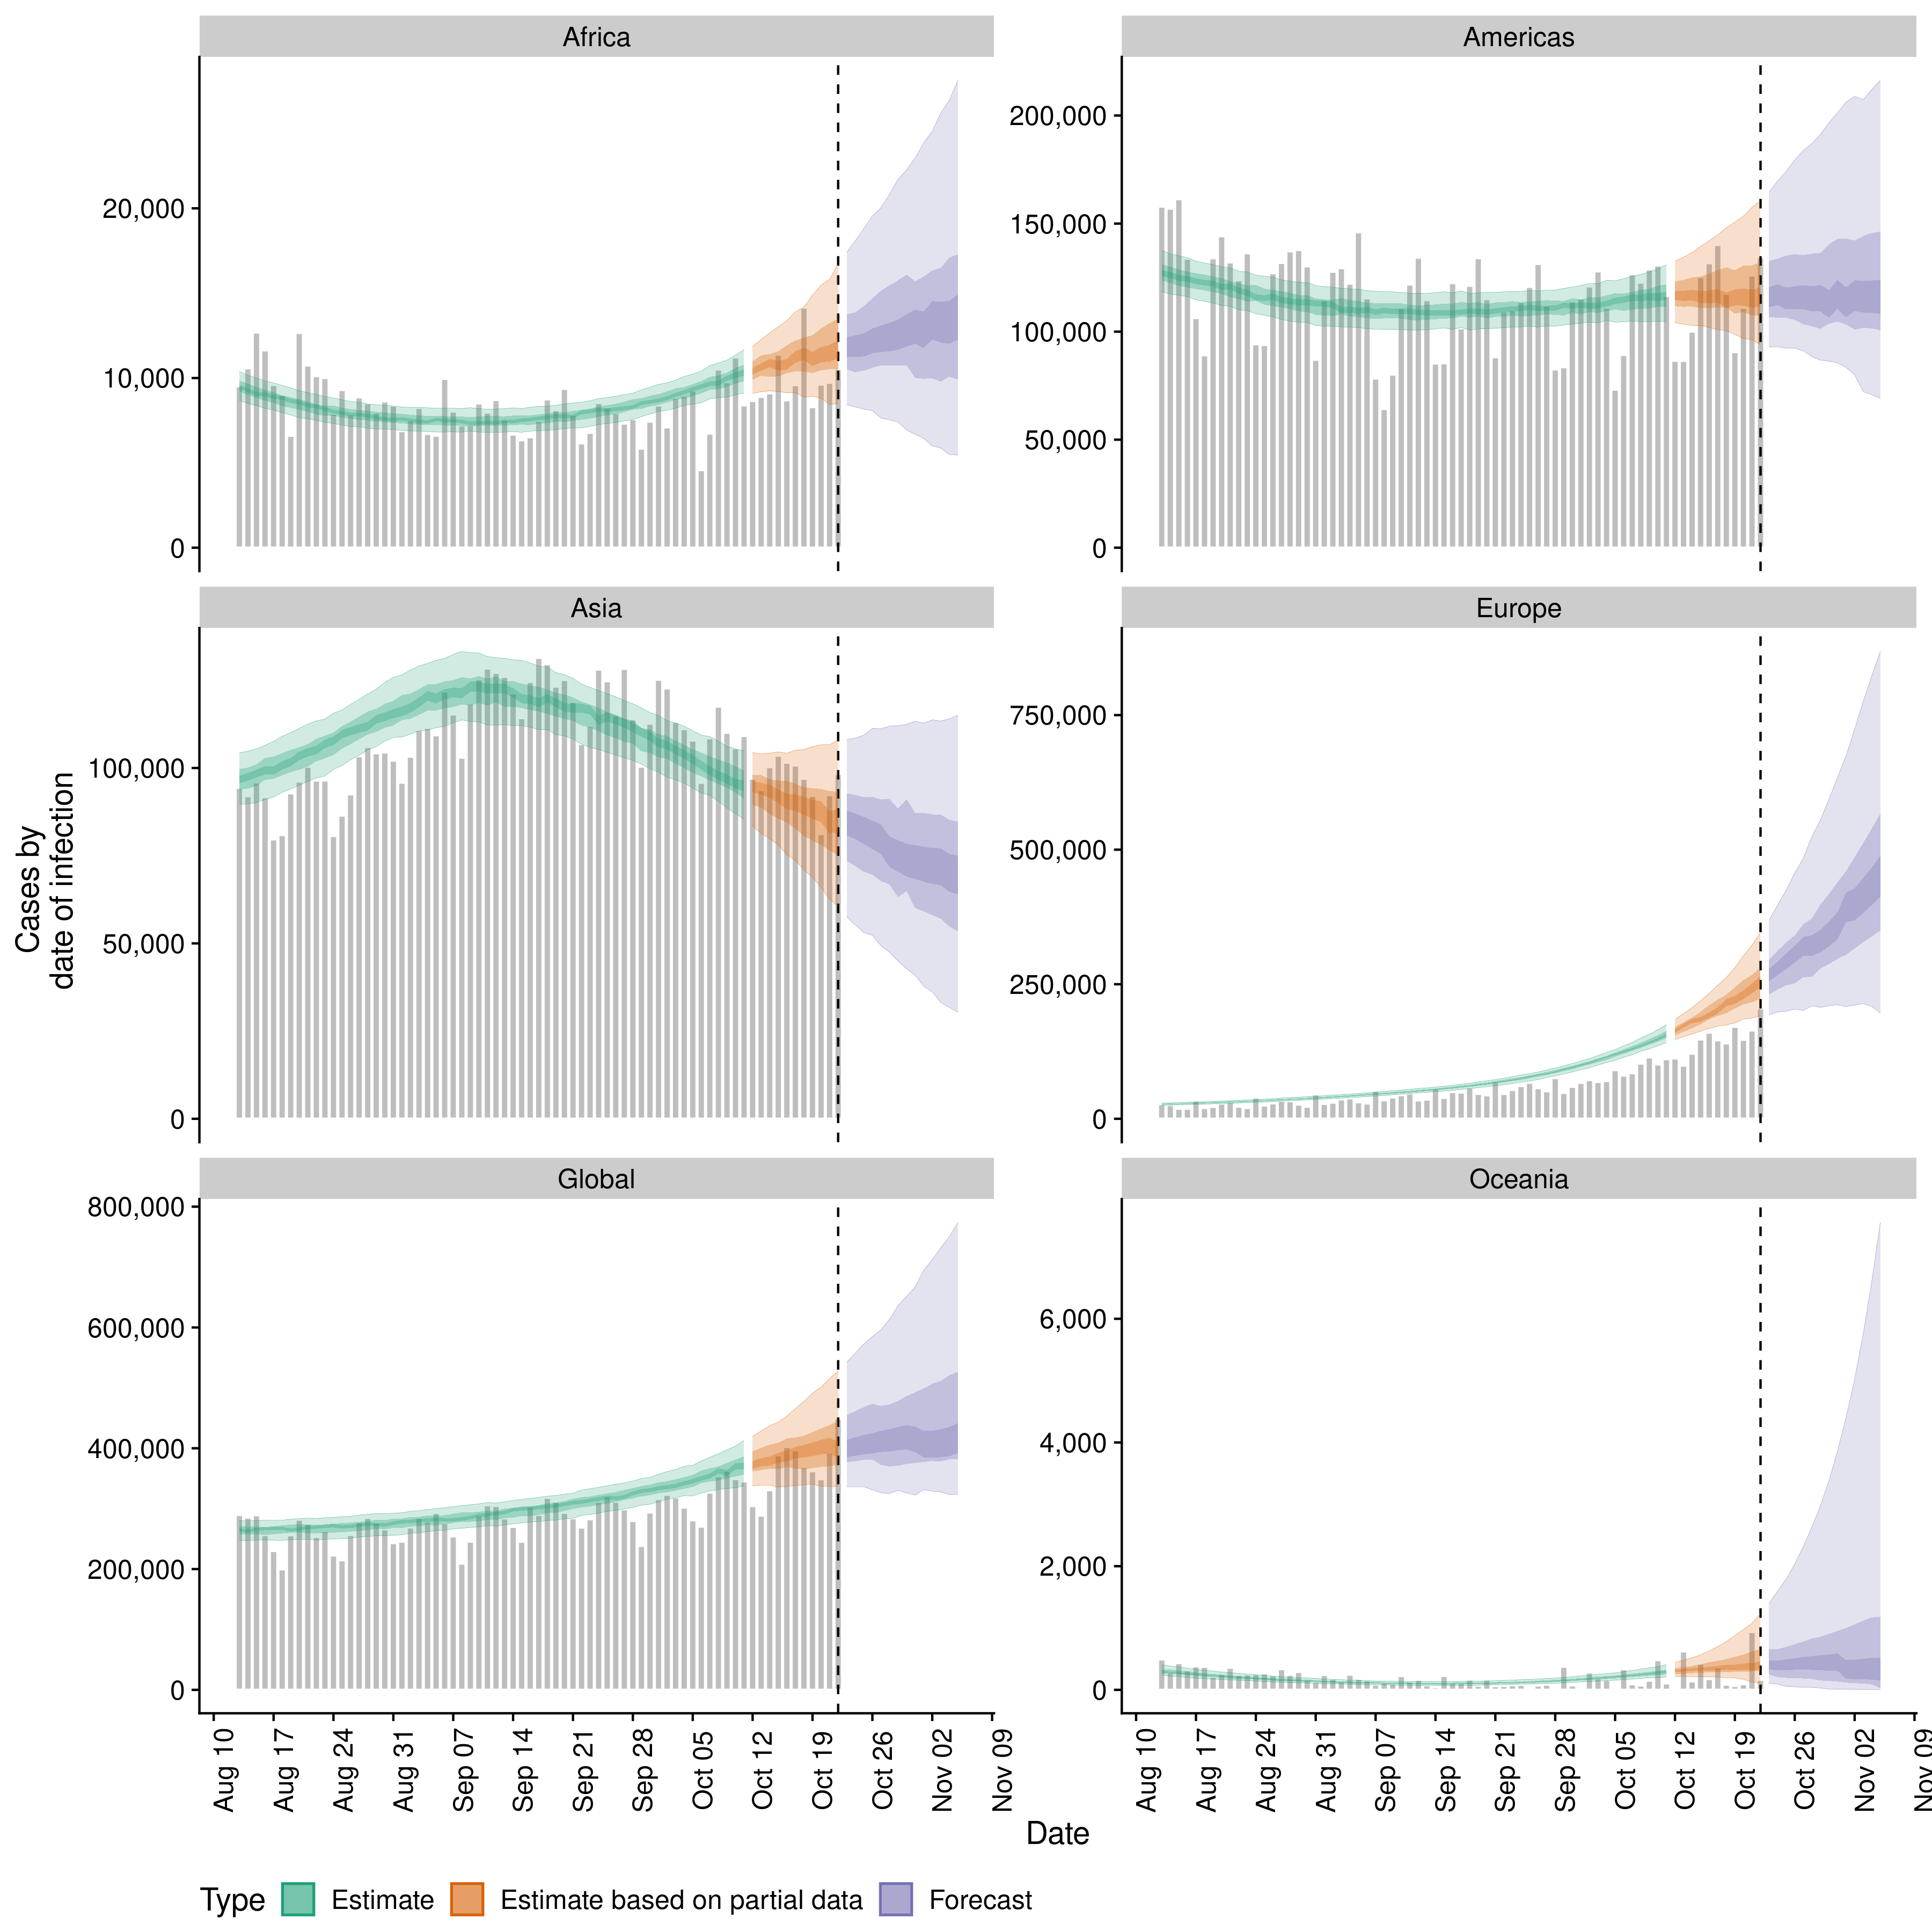 Africa
Americas
20,000
10,000
0
200,000
150,000
100,000
50,000
0
Asia
Europe
100,000
50,000
0
750,000
500,000
250,000
0
Cases by
date of infection
Global
Oceania
800,000
600,000
400,000
200,000
0
6,000
4,000
2,000
0
Aug 10
Aug 17
Aug 24
Aug 31
Sep 07
Sep 14
Sep 21
Sep 28
Oct 05
Oct 12
Oct 19
Oct 26
Nov 02
Nov 09
Aug 10
Aug 17
Aug 24
Aug 31
Sep 07
Sep 14
Sep 21
Sep 28
Oct 05
Oct 12
Oct 19
Oct 26
Nov 02
Nov 09
Date
Type Estimate Estimate based on partial data Forecast